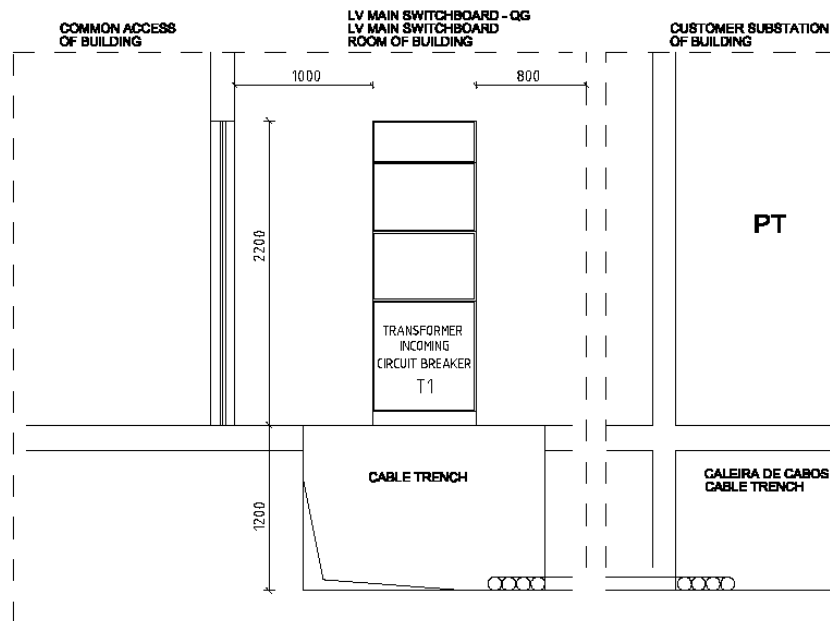 COMMON ACCESS
OF BUILDING
LV MAIN SWITCHBOARD - QG
LV MAIN SWITCHBOARD
ROOM OF BUILDING
CUSTOMER SUBSTATION
OF BUILDING
1000
800
2200
PT
TRANSFORMER
INCOMING
CIRCUIT BREAKER
T1
1200
CABLE TRENCH
CALEIRA DE CABOS
CABLE TRENCH